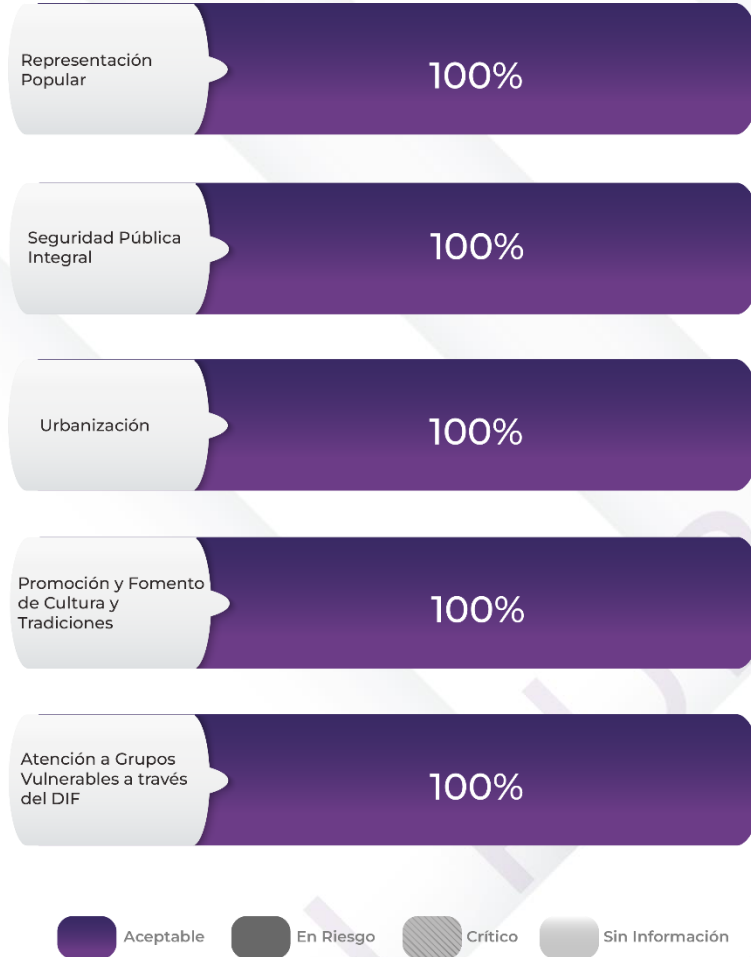 Representación
Popular
100%
Seguridad Pública
Integral
100%
Urbanización
100%
Promoción y Fomento
de Cultura y
Tradiciones
100%
Atención a Grupos
Vulnerables a través
del DIF
100%
Aceptable
En Riesgo
Crítico
Sin Información